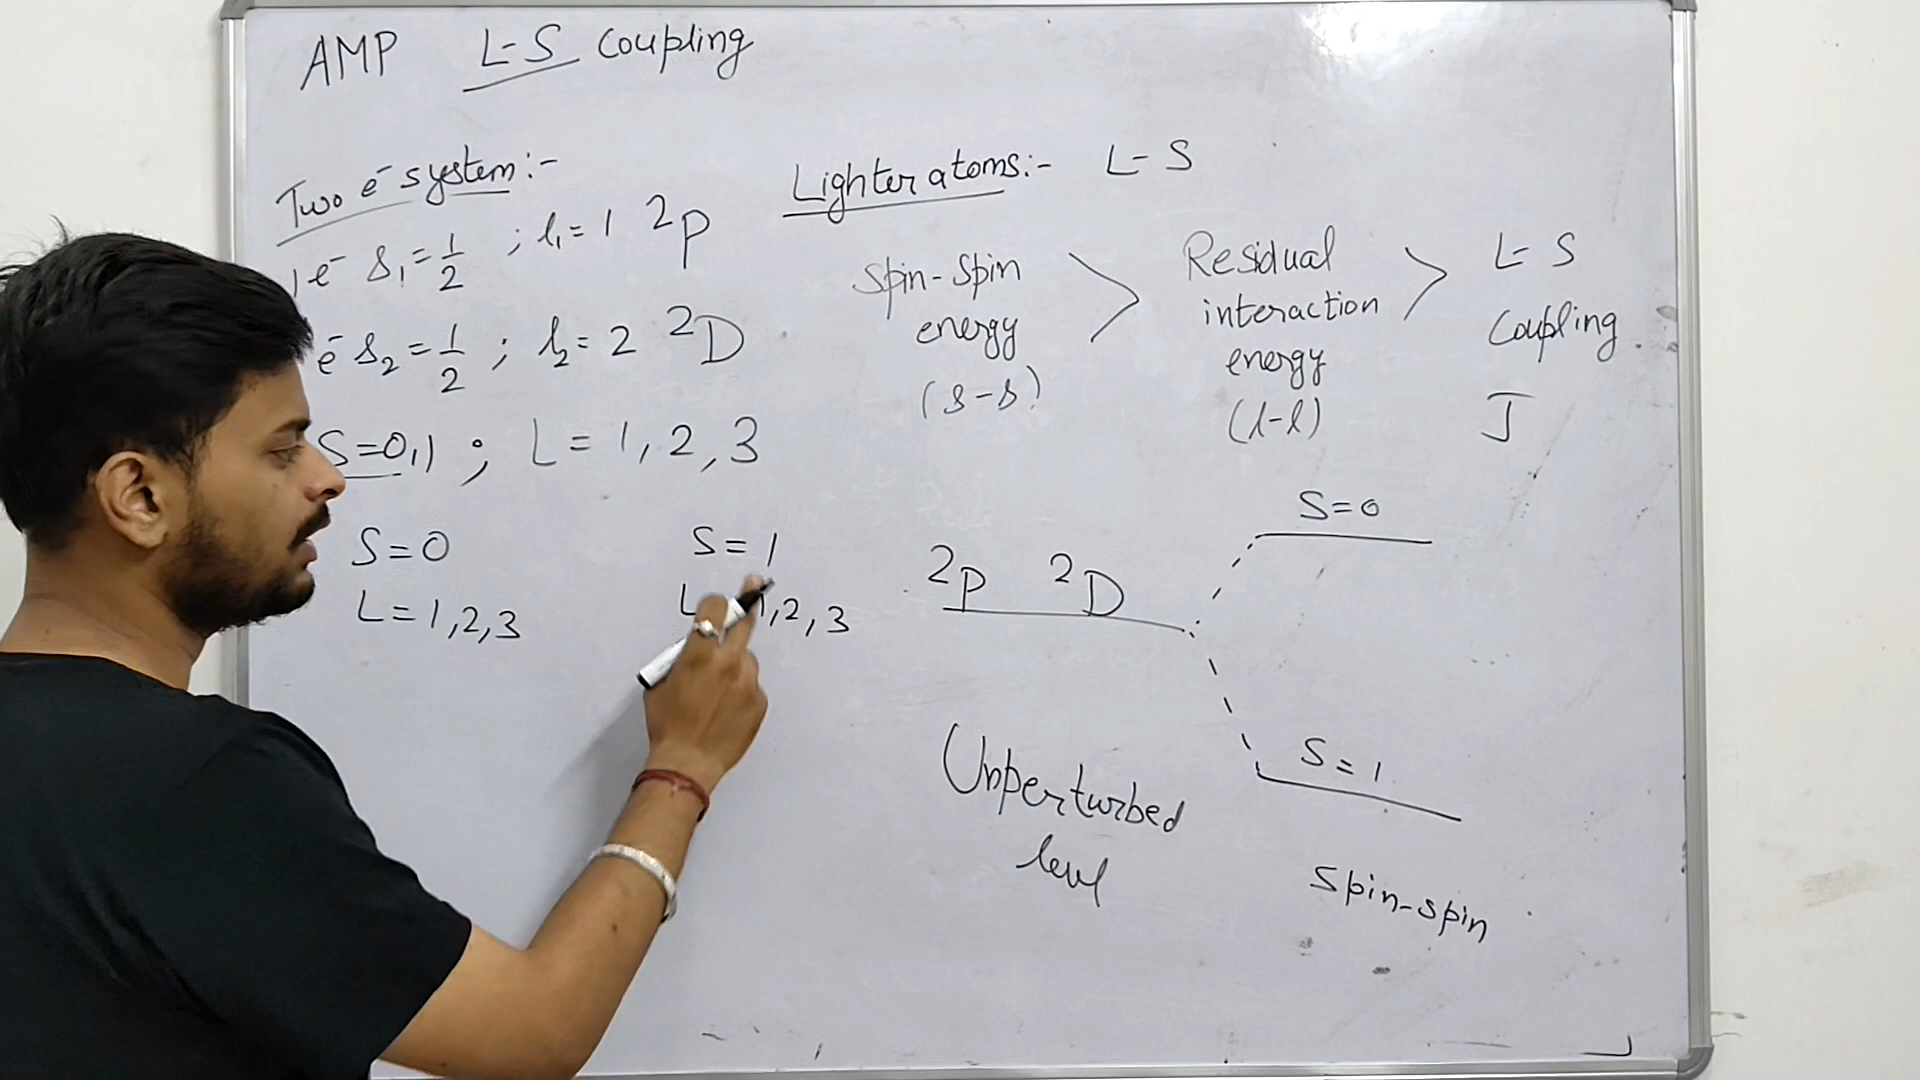 AMP L-S Coupling
Two e⁻ system:-
1e⁻ s₁ = 1/2 ; l₁ = 1 ²P
e⁻ s₂ = 1/2 ; l₂ = 2 ²D
S=0,1 ; L = 1, 2, 3
S=0
L=1,2,3
S=1
L 1,2,3
Lighter atoms:- L-S
Spin-Spin energy (s-s) > Residual interaction energy (l-l) > L-S Coupling
J
²P ²D
S=0
S=1
Unperturbed
level
Spin-spin